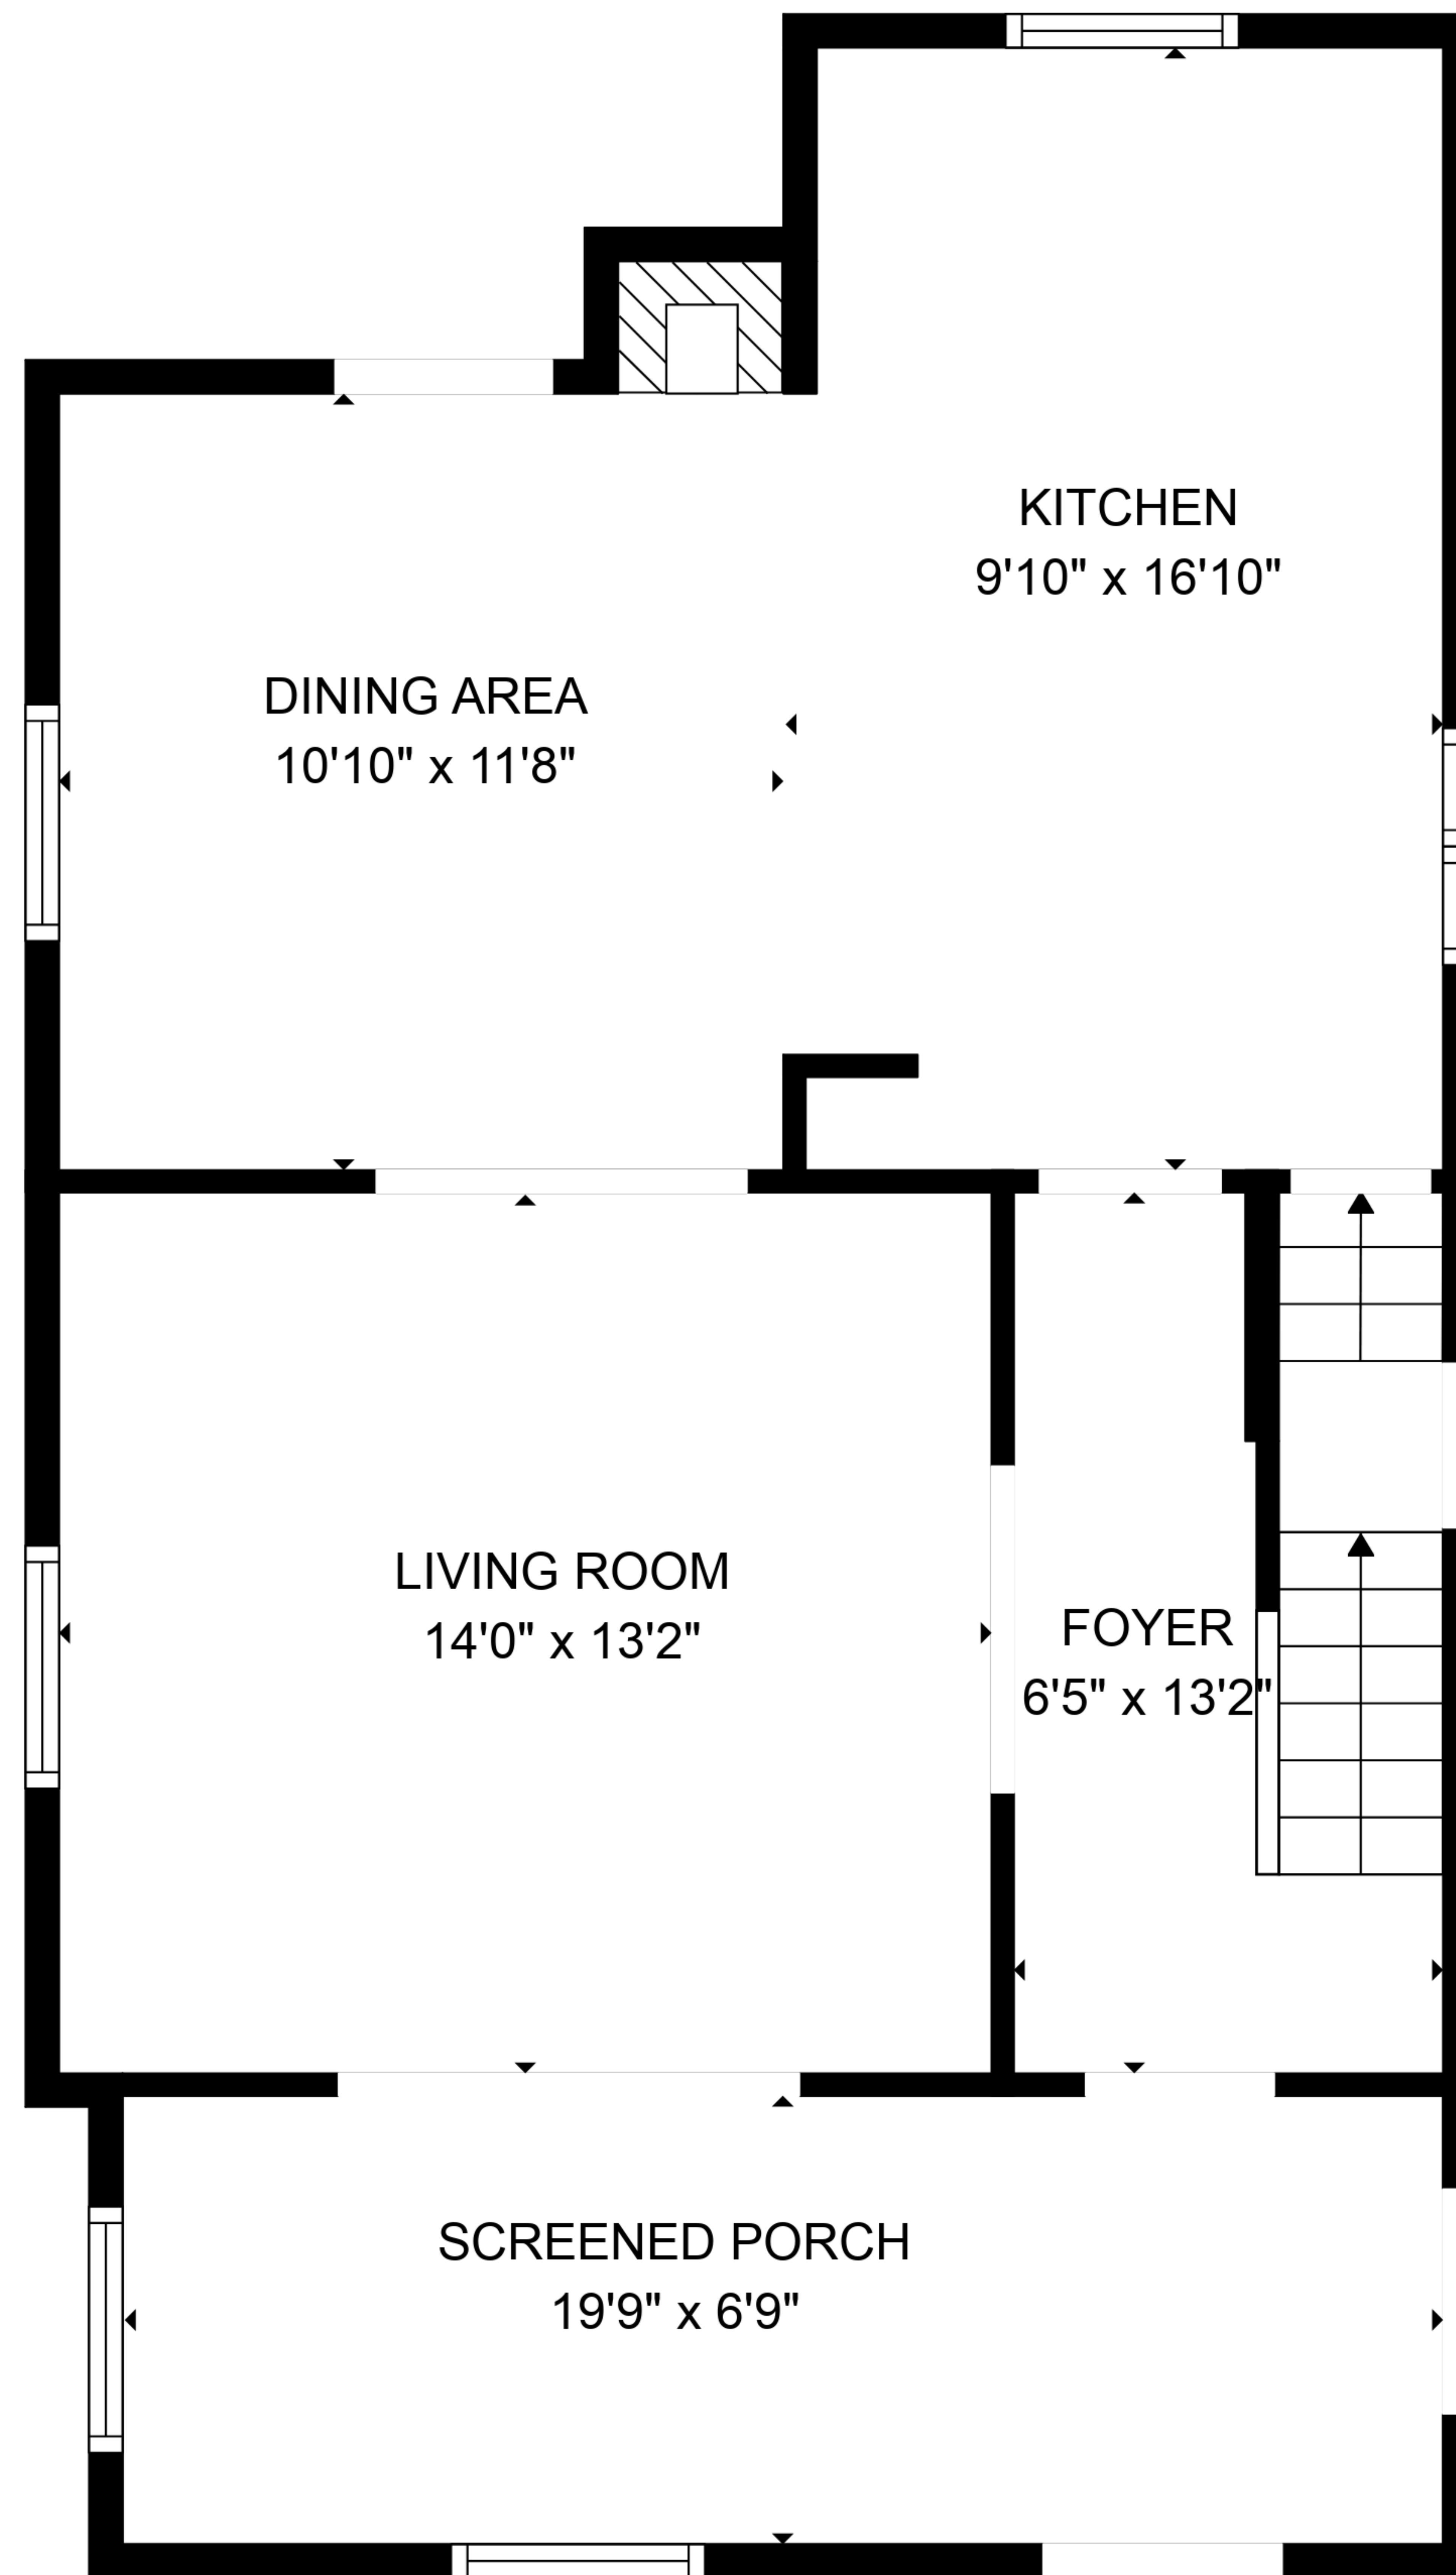 KITCHEN
9'10" x 16'10"
DINING AREA
10'10" x 11'8"
LIVING ROOM
14'0" x 13'2"
FOYER
6'5" x 13'2"
SCREENED PORCH
19'9" x 6'9"